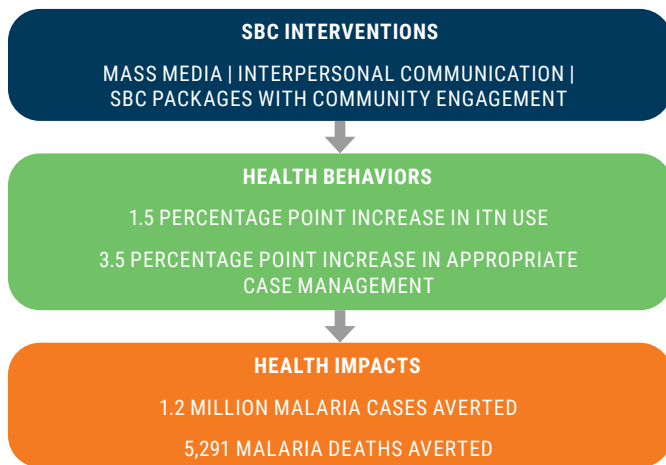 SBC INTERVENTIONS
MASS MEDIA | INTERPERSONAL COMMUNICATION |
SBC PACKAGES WITH COMMUNITY ENGAGEMENT
HEALTH BEHAVIORS
1.5 PERCENTAGE POINT INCREASE IN ITN USE
3.5 PERCENTAGE POINT INCREASE IN APPROPRIATE
CASE MANAGEMENT
HEALTH IMPACTS
1.2 MILLION MALARIA CASES AVERTED
5,291 MALARIA DEATHS AVERTED